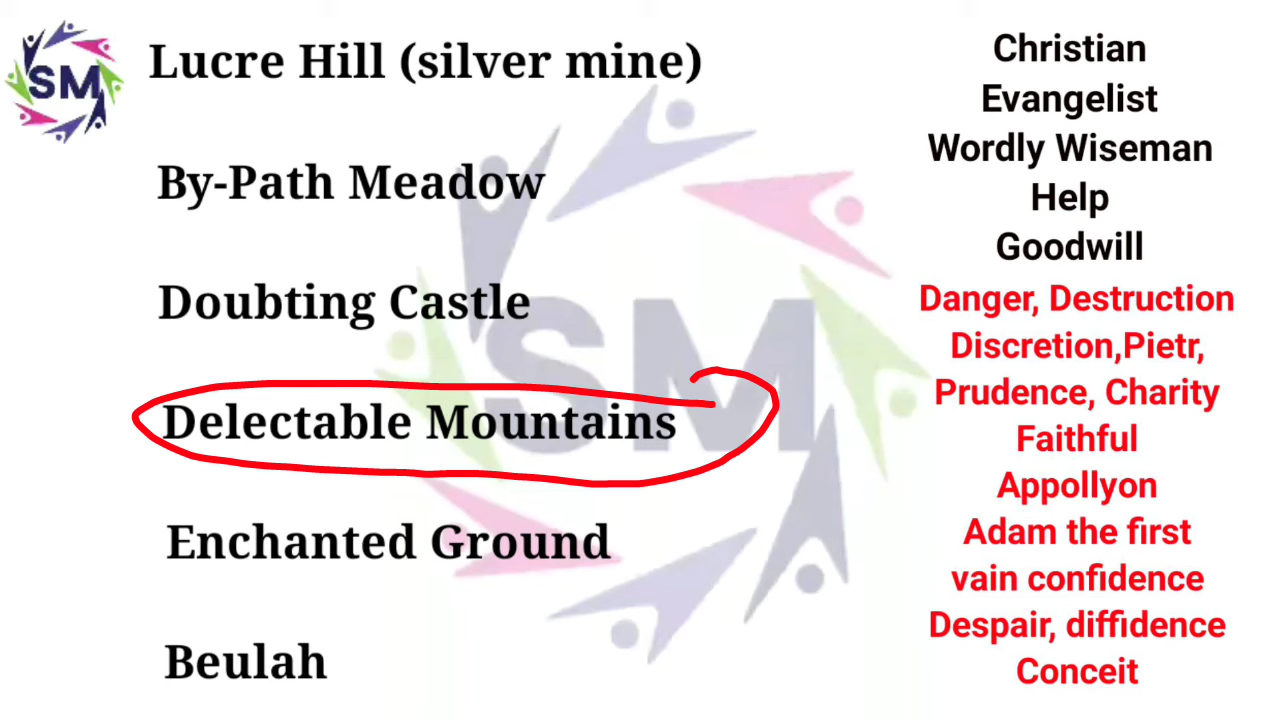 SM
Lucre Hill (silver mine)
By-Path Meadow
Doubting Castle
SM
Delectable Mountains
Enchanted Ground
Beulah
Christian
Evangelist
Wordly Wiseman
Help
Goodwill
Danger, Destruction
Discretion,Pietr,
Prudence, Charity
Faithful
Appollyon
Adam the first
vain confidence
Despair, diffidence
Conceit